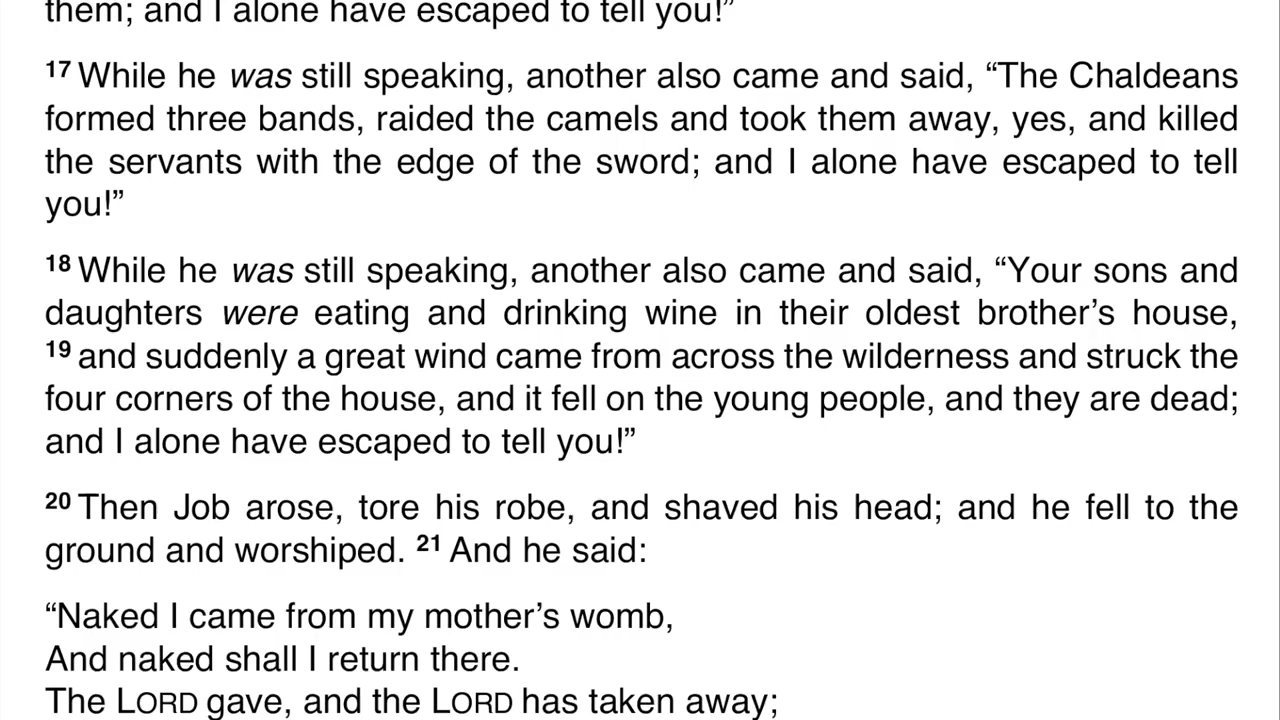 them; and I alone have escaped to tell you!”
17 While he was still speaking, another also came and said, “The Chaldeans
formed three bands, raided the camels and took them away, yes, and killed
the servants with the edge of the sword; and I alone have escaped to tell
you!”
18 While he was still speaking, another also came and said, “Your sons and
daughters were eating and drinking wine in their oldest brother’s house,
19 and suddenly a great wind came from across the wilderness and struck the
four corners of the house, and it fell on the young people, and they are dead;
and I alone have escaped to tell you!”
20 Then Job arose, tore his robe, and shaved his head; and he fell to the
ground and worshiped. 21 And he said:
“Naked I came from my mother’s womb,
And naked shall I return there.
The LORD gave, and the LORD has taken away;